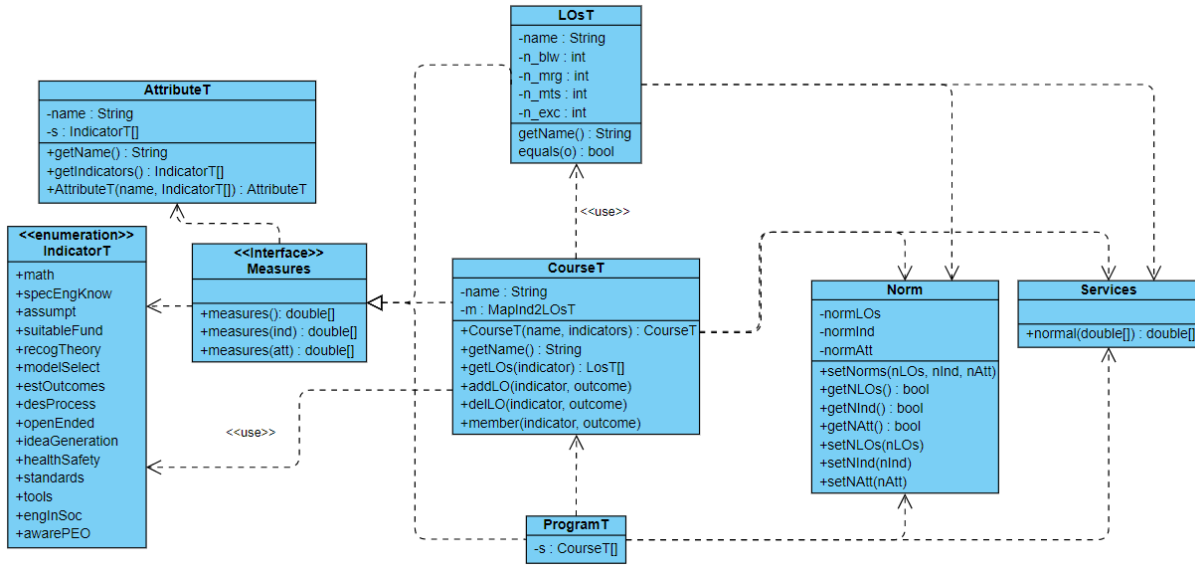 LOsT
-name : String
-n_blw : int
-n_mrg : int
-n_mts : int
-n_exc : int
getName() : String
equals(o) : bool
AttributeT
-name : String
-s : IndicatorT[]
+getName() : String
+getIndicators() : IndicatorT[]
+AttributeT(name, IndicatorT[]) : AttributeT
<<use>>
<<enumeration>>
IndicatorT
+math
+specEngKnow
+assumpt
+suitableFund
+recogTheory
+modelSelect
+estOutcomes
+desProcess
+openEnded
+ideaGeneration
+healthSafety
+standards
+tools
+engInSoc
+awarePEO
<<Interface>>
Measures
+measures(): double[]
+measures(ind) : double[]
+measures(att) : double[]
CourseT
-name : String
-m : MapInd2LOsT
+CourseT(name, indicators) : CourseT
+getName() : String
+getLOs(indicator) : LosT[]
+addLO(indicator, outcome)
+delLO(indicator, outcome)
+member(indicator, outcome)
Norm
-normLOs
-normInd
-normAtt
+setNorms(nLOs, nInd, nAtt)
+getNLOs() : bool
+getNInd() : bool
+getNAtt() : bool
+setNLOs(nLOs)
+setNInd(nInd)
+setNAtt(nAtt)
Services
+normal(double[]) : double[]
<<use>>
ProgramT
-s : CourseT[]